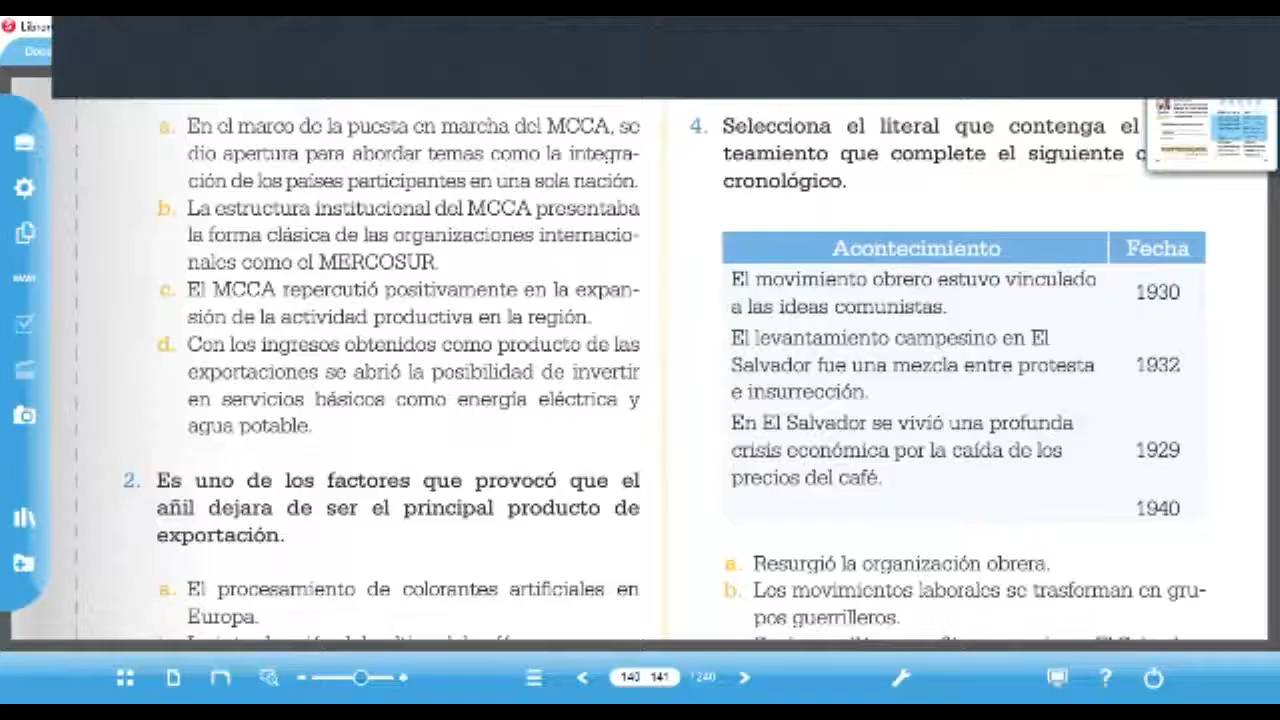 a. En el marco de la puesta en marcha del MCCA, se
dio apertura para abordar temas como la integra-
ción de los países participantes en una sola nación.
b. La estructura institucional del MCCA presentaba
la forma clásica de las organizaciones internacio-
nales como el MERCOSUR.
c. El MCCA repercutió positivamente en la expan-
sión de la actividad productiva en la región.
d. Con los ingresos obtenidos como producto de las
exportaciones se abrió la posibilidad de invertir
en servicios básicos como energía eléctrica y
agua potable.
2. Es uno de los factores que provocó que el
añil dejara de ser el principal producto de
exportación.
a. El procesamiento de colorantes artificiales en
Europa.
4. Selecciona el literal que contenga el
teamiento que complete el siguiente
cronológico.
Acontecimiento Fecha
El movimiento obrero estuvo vinculado
a las ideas comunistas.
1930
El levantamiento campesino en El
Salvador fue una mezcla entre protesta
e insurrección.
1932
En El Salvador se vivió una profunda
crisis económica por la caída de los
precios del café.
1929
1940
a. Resurgió la organización obrera.
b. Los movimientos laborales se trasforman en gru-
pos guerrilleros.
140 141 / 240
?